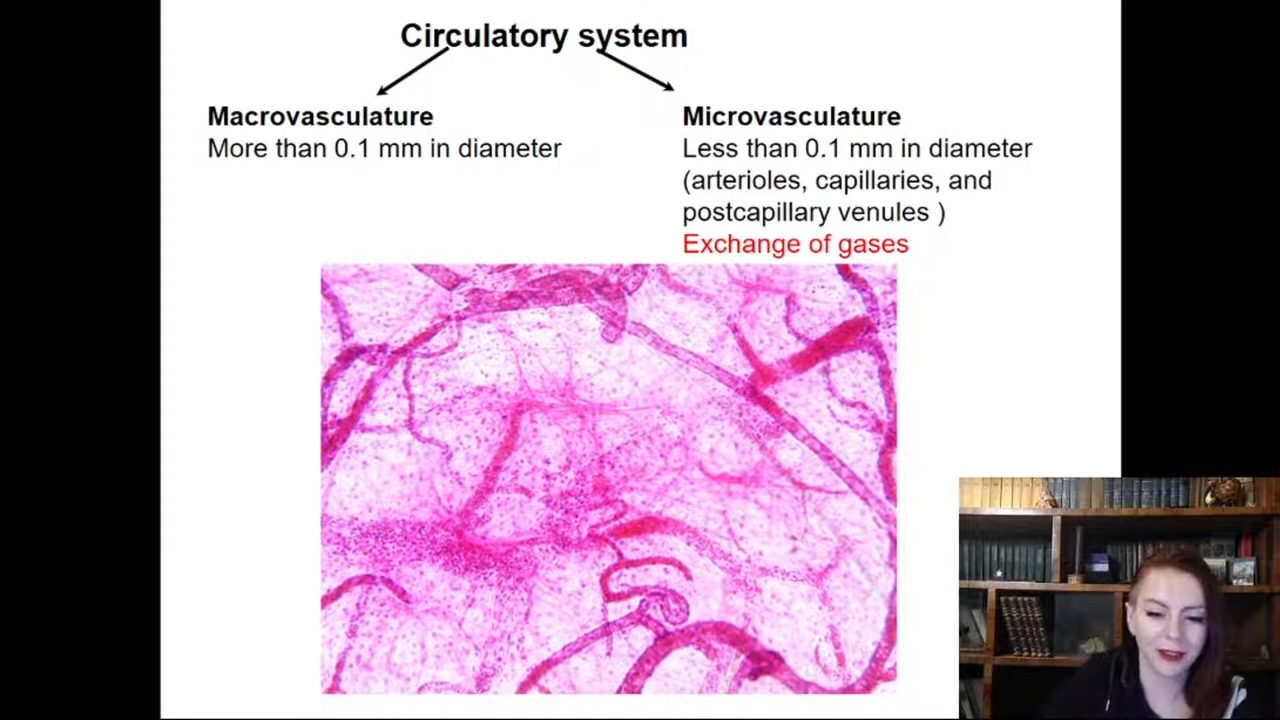 Circulatory system
Macrovasculature
More than 0.1 mm in diameter
Microvasculature
Less than 0.1 mm in diameter
(arterioles, capillaries, and
postcapillary venules )
Exchange of gases